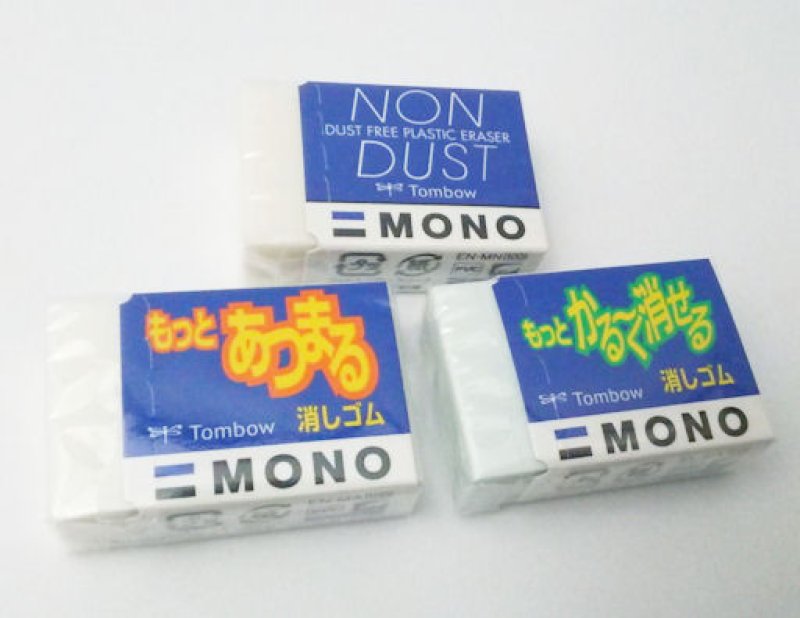 NON
DUST FREE PLASTIC ERASER
DUST
Tombow
MONO
PVC
もっと あつまる
消しゴム
Tombow
MONO
もっと かる〜く消せる
消しゴム
Tombow
MONO